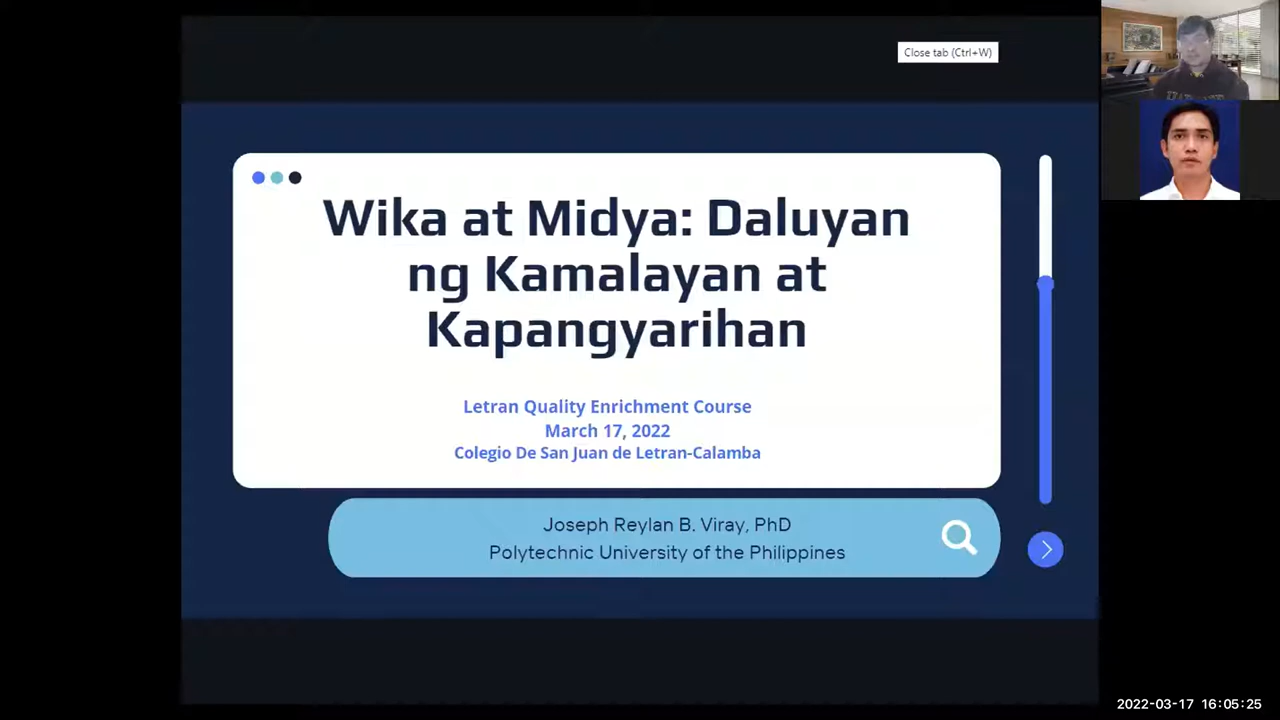 Close tab (Ctrl+W)
Wika at Midya: Daluyan
ng Kamalayan at
Kapangyarihan
Letran Quality Enrichment Course
March 17, 2022
Colegio De San Juan de Letran-Calamba
Joseph Reylan B. Viray, PhD
Polytechnic University of the Philippines
2022-03-17 16:05:25